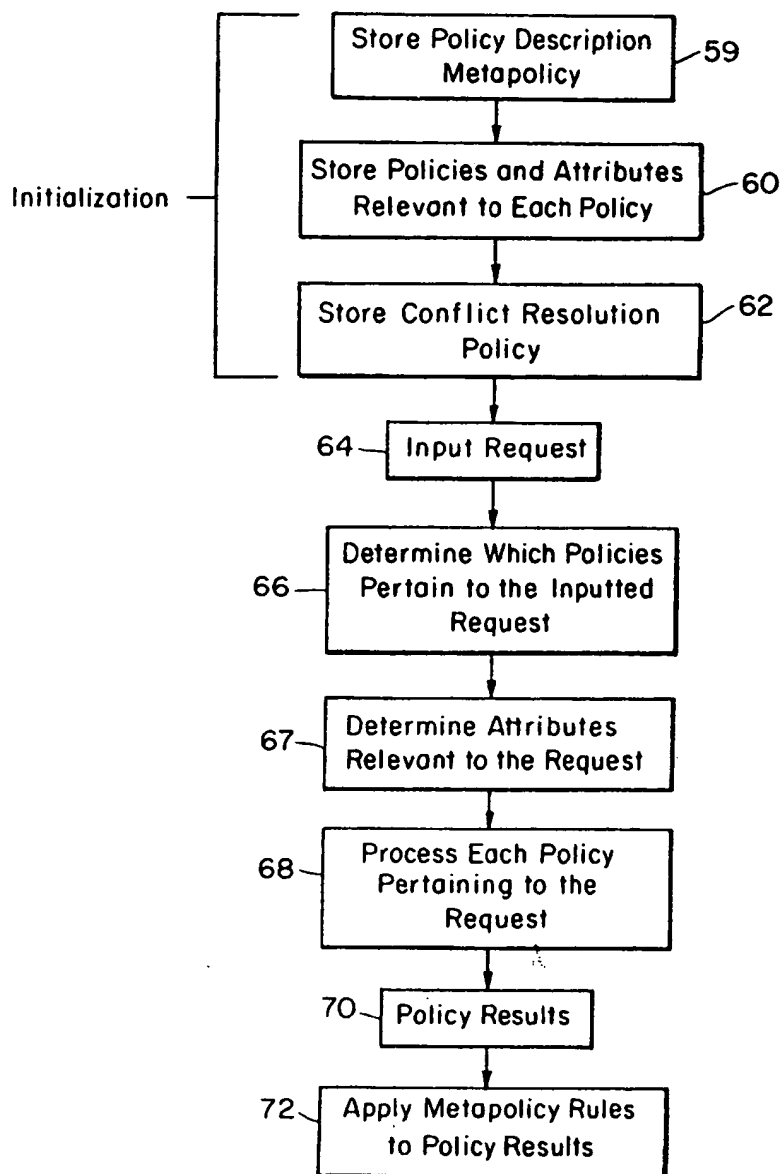 Store Policy Description
Metapolicy
59
Store Policies and Attributes
Relevant to Each Policy
60
Initialization
Store Conflict Resolution
Policy
62
64
Input Request
Determine Which Policies
Pertain to the Inputted
Request
66
Determine Attributes
Relevant to the Request
67
Process Each Policy
Pertaining to the
Request
68
70
Policy Results
72
Apply Metapolicy Rules
to Policy Results